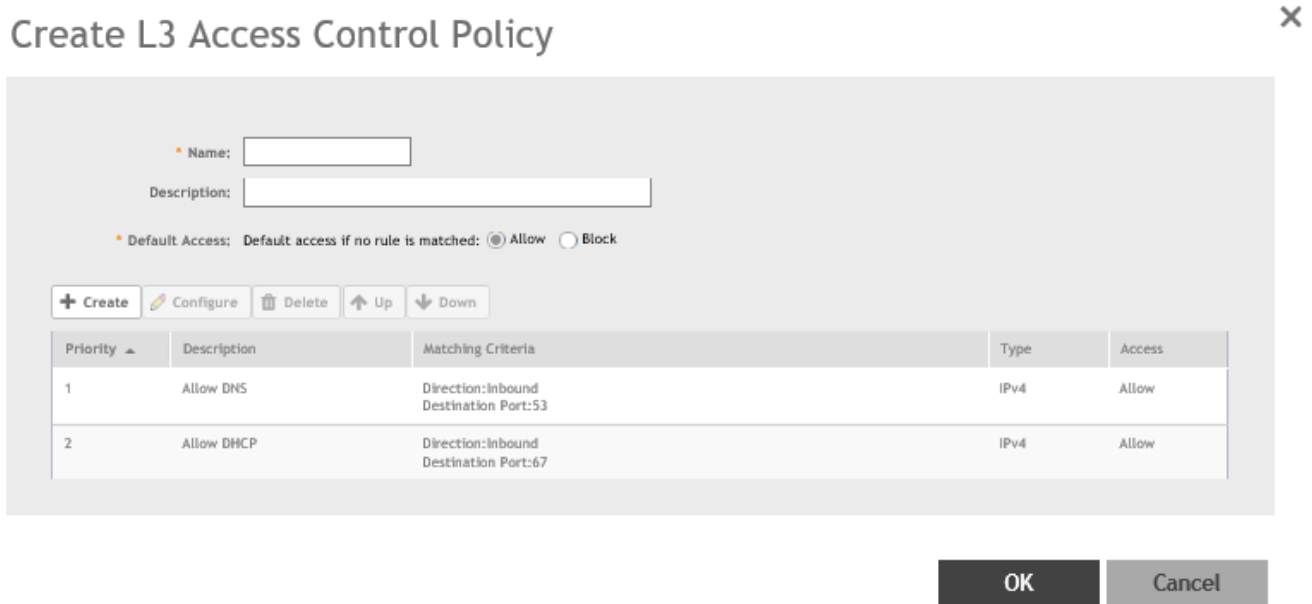 Create L3 Access Control Policy
* Name:
Description:
* Default Access: Default access if no rule is matched: Allow Block
Create Configure Delete Up Down
Priority Description Matching Criteria Type Access
1 Allow DNS Direction:Inbound IPv4 Allow
Destination Port:53
2 Allow DHCP Direction:Inbound IPv4 Allow
Destination Port:67
OK Cancel